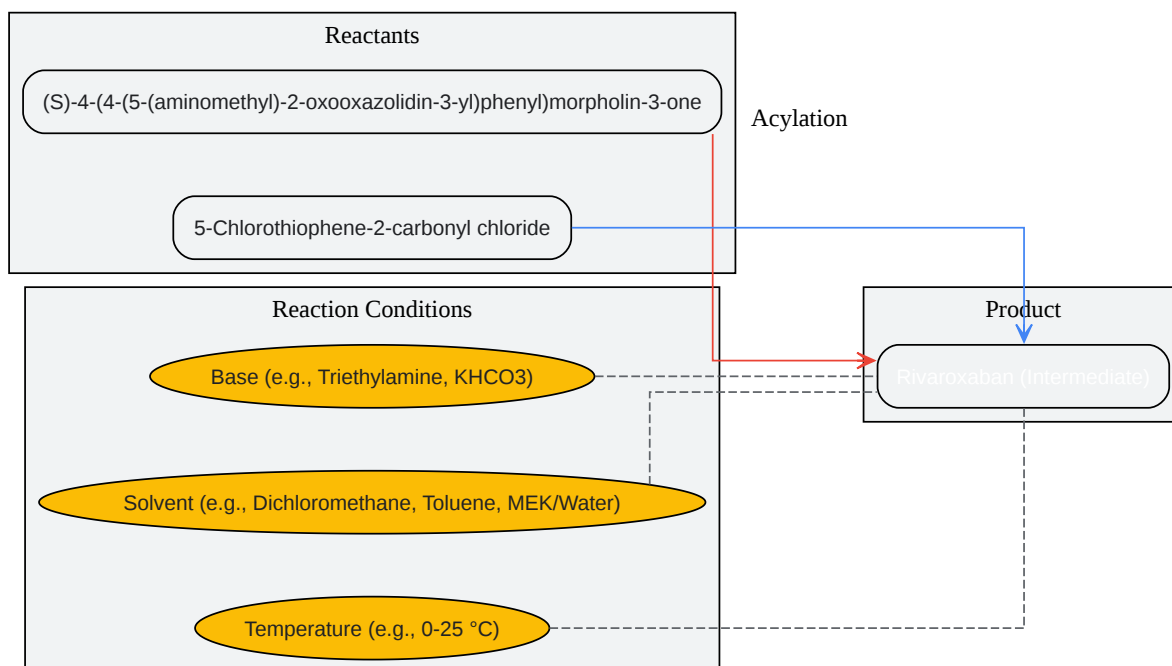 Reactants
(S)-4-(4-(5-(aminomethyl)-2-oxooxazolidin-3-yl)phenyl)morpholin-3-one
Acylation
5-Chlorothiophene-2-carbonyl chloride
Reaction Conditions
Product
Base (e.g., Triethylamine, KHCO3)
Rivaroxaban (Intermediate)
Solvent (e.g., Dichloromethane, Toluene, MEK/Water)
Temperature (e.g., 0-25 °C)